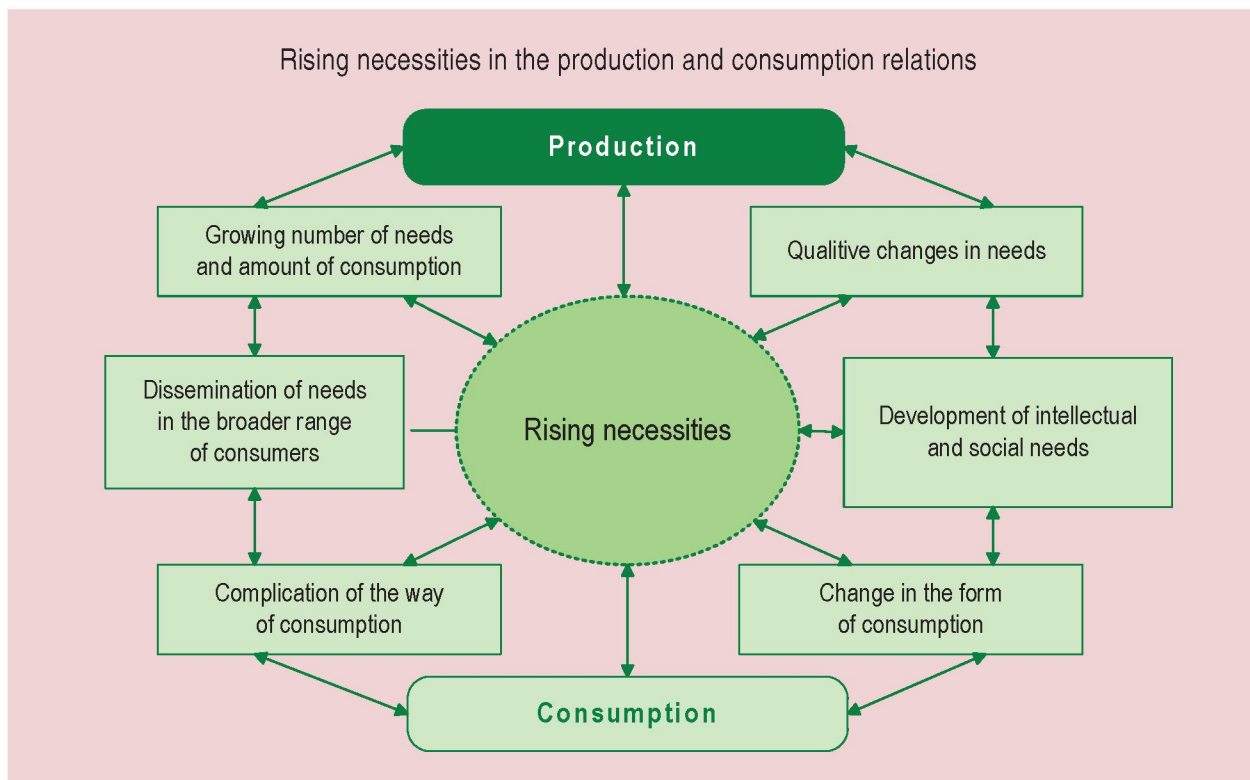 Rising necessities in the production and consumption relations
Production
Growing number of needs
and amount of consumption
Qualitive changes in needs
Dissemination of needs
in the broader range
of consumers
Rising necessities
Development of intellectual
and social needs
Complication of the way
of consumption
Change in the form
of consumption
Consumption